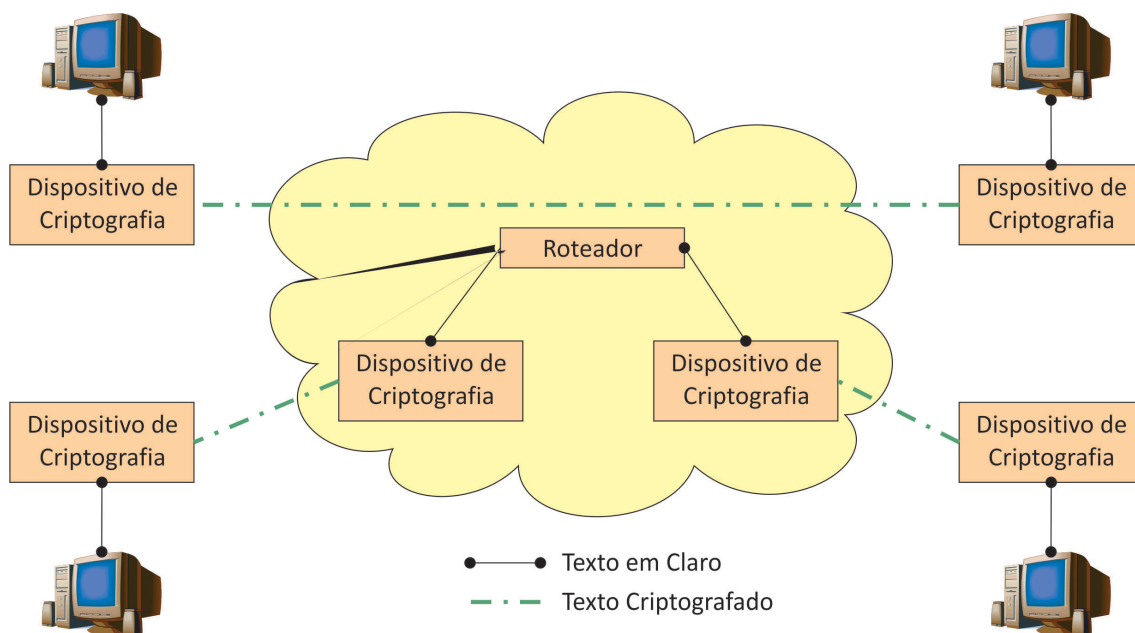 Dispositivo de
Criptografia
Dispositivo de
Criptografia
Roteador
Dispositivo de
Criptografia
Dispositivo de
Criptografia
Dispositivo de
Criptografia
Dispositivo de
Criptografia
Texto em Claro
Texto Criptografado